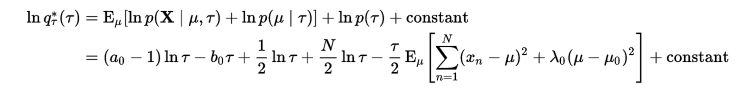 ln q*_τ(τ) = E_μ[ln p(X | μ, τ) + ln p(μ | τ)] + ln p(τ) + constant
= (a_0 − 1) ln τ − b_0 τ + 1/2 ln τ + N/2 ln τ − τ/2 E_μ [ ∑_{n=1}^{N} (x_n − μ)^2 + λ_0(μ − μ_0)^2 ] + constant